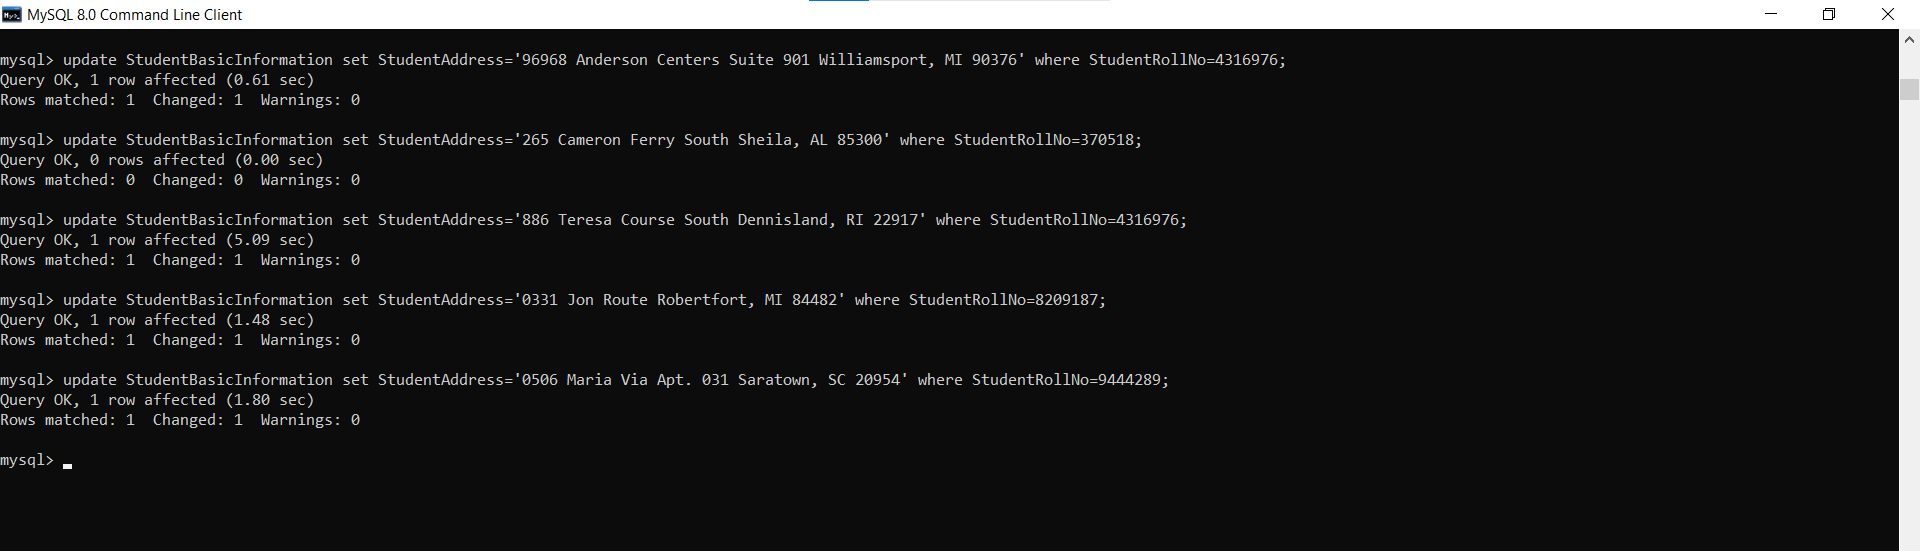 MySQL 8.0 Command Line Client
mysql> update StudentBasicInformation set StudentAddress='96968 Anderson Centers Suite 901 Williamsport, MI 90376' where StudentRollNo=4316976;
Query OK, 1 row affected (0.61 sec)
Rows matched: 1  Changed: 1  Warnings: 0
mysql> update StudentBasicInformation set StudentAddress='265 Cameron Ferry South Sheila, AL 85300' where StudentRollNo=370518;
Query OK, 0 rows affected (0.00 sec)
Rows matched: 0  Changed: 0  Warnings: 0
mysql> update StudentBasicInformation set StudentAddress='886 Teresa Course South Dennisland, RI 22917' where StudentRollNo=4316976;
Query OK, 1 row affected (5.09 sec)
Rows matched: 1  Changed: 1  Warnings: 0
mysql> update StudentBasicInformation set StudentAddress='0331 Jon Route Robertfort, MI 84482' where StudentRollNo=8209187;
Query OK, 1 row affected (1.48 sec)
Rows matched: 1  Changed: 1  Warnings: 0
mysql> update StudentBasicInformation set StudentAddress='0506 Maria Via Apt. 031 Saratown, SC 20954' where StudentRollNo=9444289;
Query OK, 1 row affected (1.80 sec)
Rows matched: 1  Changed: 1  Warnings: 0
mysql>